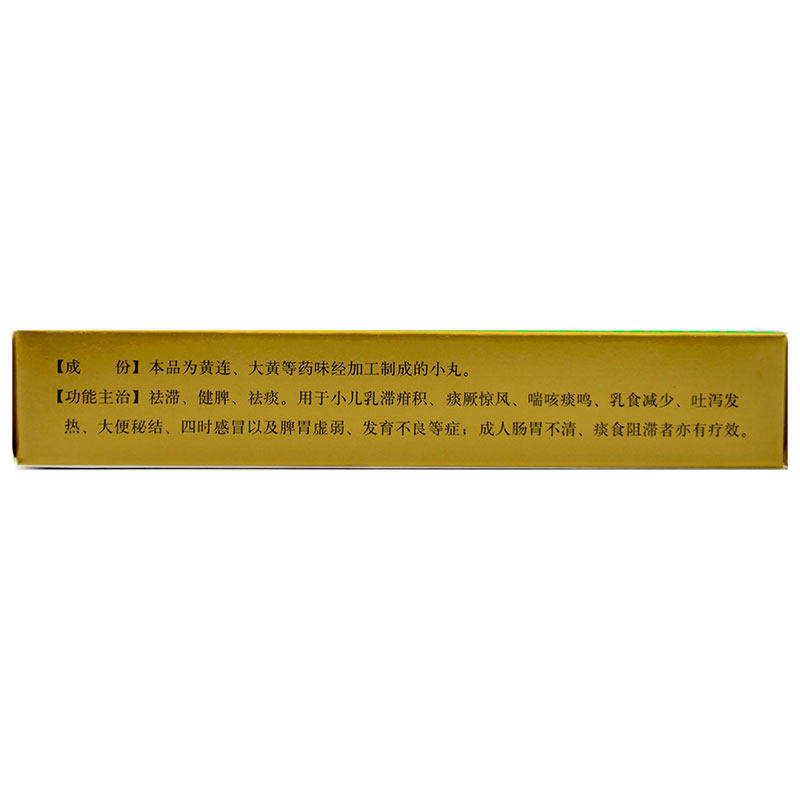 【成　　份】本品为黄连、大黄等药味经加工制成的小丸。
【功能主治】祛滞、健脾、祛痰。用于小儿乳滞疳积、痰厥惊风、喘咳痰鸣、乳食减少、吐泻发
热、大便秘结、四时感冒以及脾胃虚弱、发育不良等症；成人肠胃不清、痰食阻滞者亦有疗效。